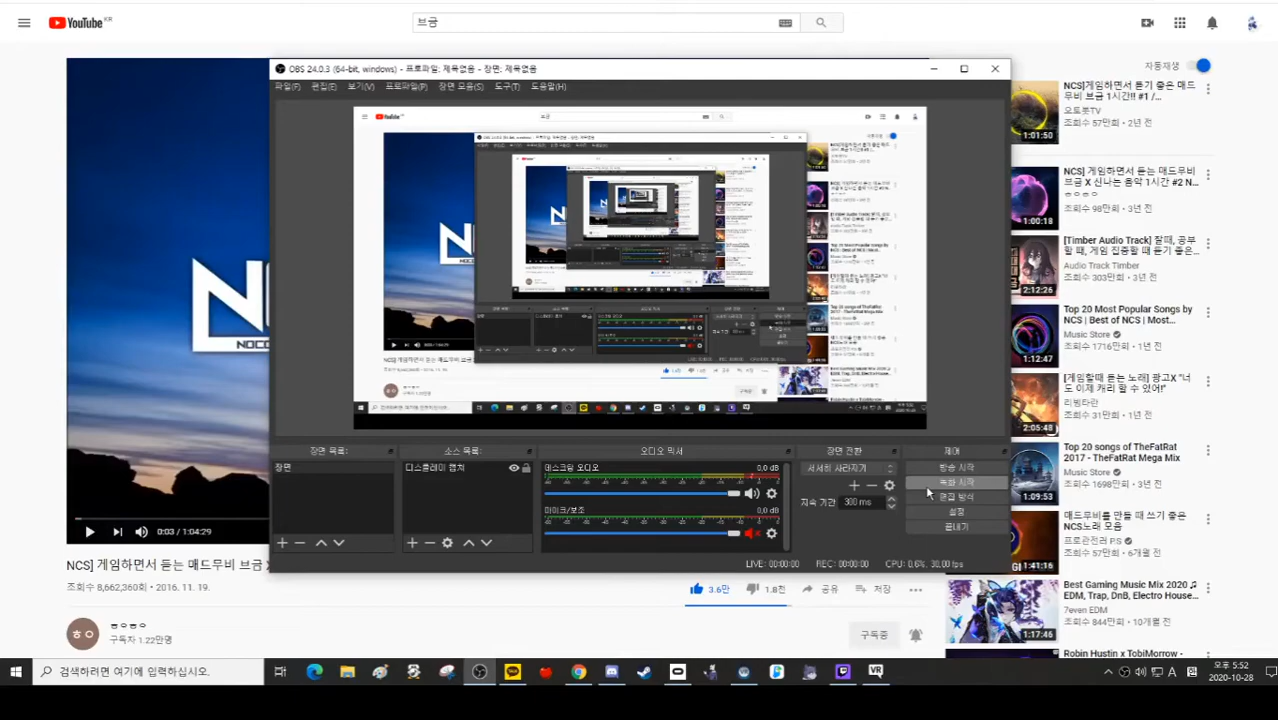 YouTube KR
브금
OBS 24.0.3 (64-bit, windows) - 프로파일: 제목없음 - 장면: 제목없음
파일(F) 편집(E) 보기(V) 프로파일(P) 장면 모음(S) 도구(T) 도움말(H)
장면 목록:
장면
소스 목록:
디스플레이 캡쳐
오디오 믹서
데스크탑 오디오 0.0 dB
마이크/보조 0.0 dB
장면 전환
서서히 사라지기
지속 기간 300 ms
제어
방송 시작
녹화 시작
편집 방식
설정
끝내기
LIVE: 00:00:00 REC: 00:00:00 CPU: 0.6%, 30.00 fps
NOCO
0:03 / 1:04:29
NCS] 게임하면서 듣는 매드무비 브금
조회수 8,662,360회 • 2016. 11. 19.
3.6만 1.8천 공유 저장
ㅎㅇ
ㅎㅇㅎㅇ
구독자 1.22만명
구독중
자동재생
1:01:50
NCS] 게임하면서 듣기 좋은 매드
무비 브금 1시간!! #1 /...
오토봇TV
조회수 57만회 • 2년 전
1:00:18
NCS] 게임하면서 듣는 매드무비
브금 X 신나는 음악 1시간 #2 N...
ㅎㅇㅎㅇ
조회수 98만회 • 3년 전
2:12:26
[Timber Audio Track] 잘때, 공부
할 때, 게임 집중할 때 듣기 좋은...
Audio Track Timber
조회수 303만회 • 3년 전
1:12:47
Top 20 Most Popular Songs by
NCS | Best of NCS | Most...
Music Store
조회수 1716만회 • 3년 전
2:05:48
[게임할때 듣는 노래] 광고X "너
도 이제 캐리 할 수 있어!"
리벰타란
조회수 31만회 • 1년 전
1:09:53
Top 20 songs of TheFatRat
2017 - TheFatRat Mega Mix
Music Store
조회수 1698만회 • 3년 전
1:41:16
매드무비를 만들 때 쓰기 좋은
NCS노래 모음
프로관전러 P.S
조회수 57만회 • 6개월 전
1:17:46
Best Gaming Music Mix 2020 ♫
EDM, Trap, DnB, Electro House...
7even EDM
조회수 844만회 • 10개월 전
Robin Hustin x TobiMorrow -
검색하려면 여기에 입력하십시오.
VR
A
오후 5:52
2020-10-28